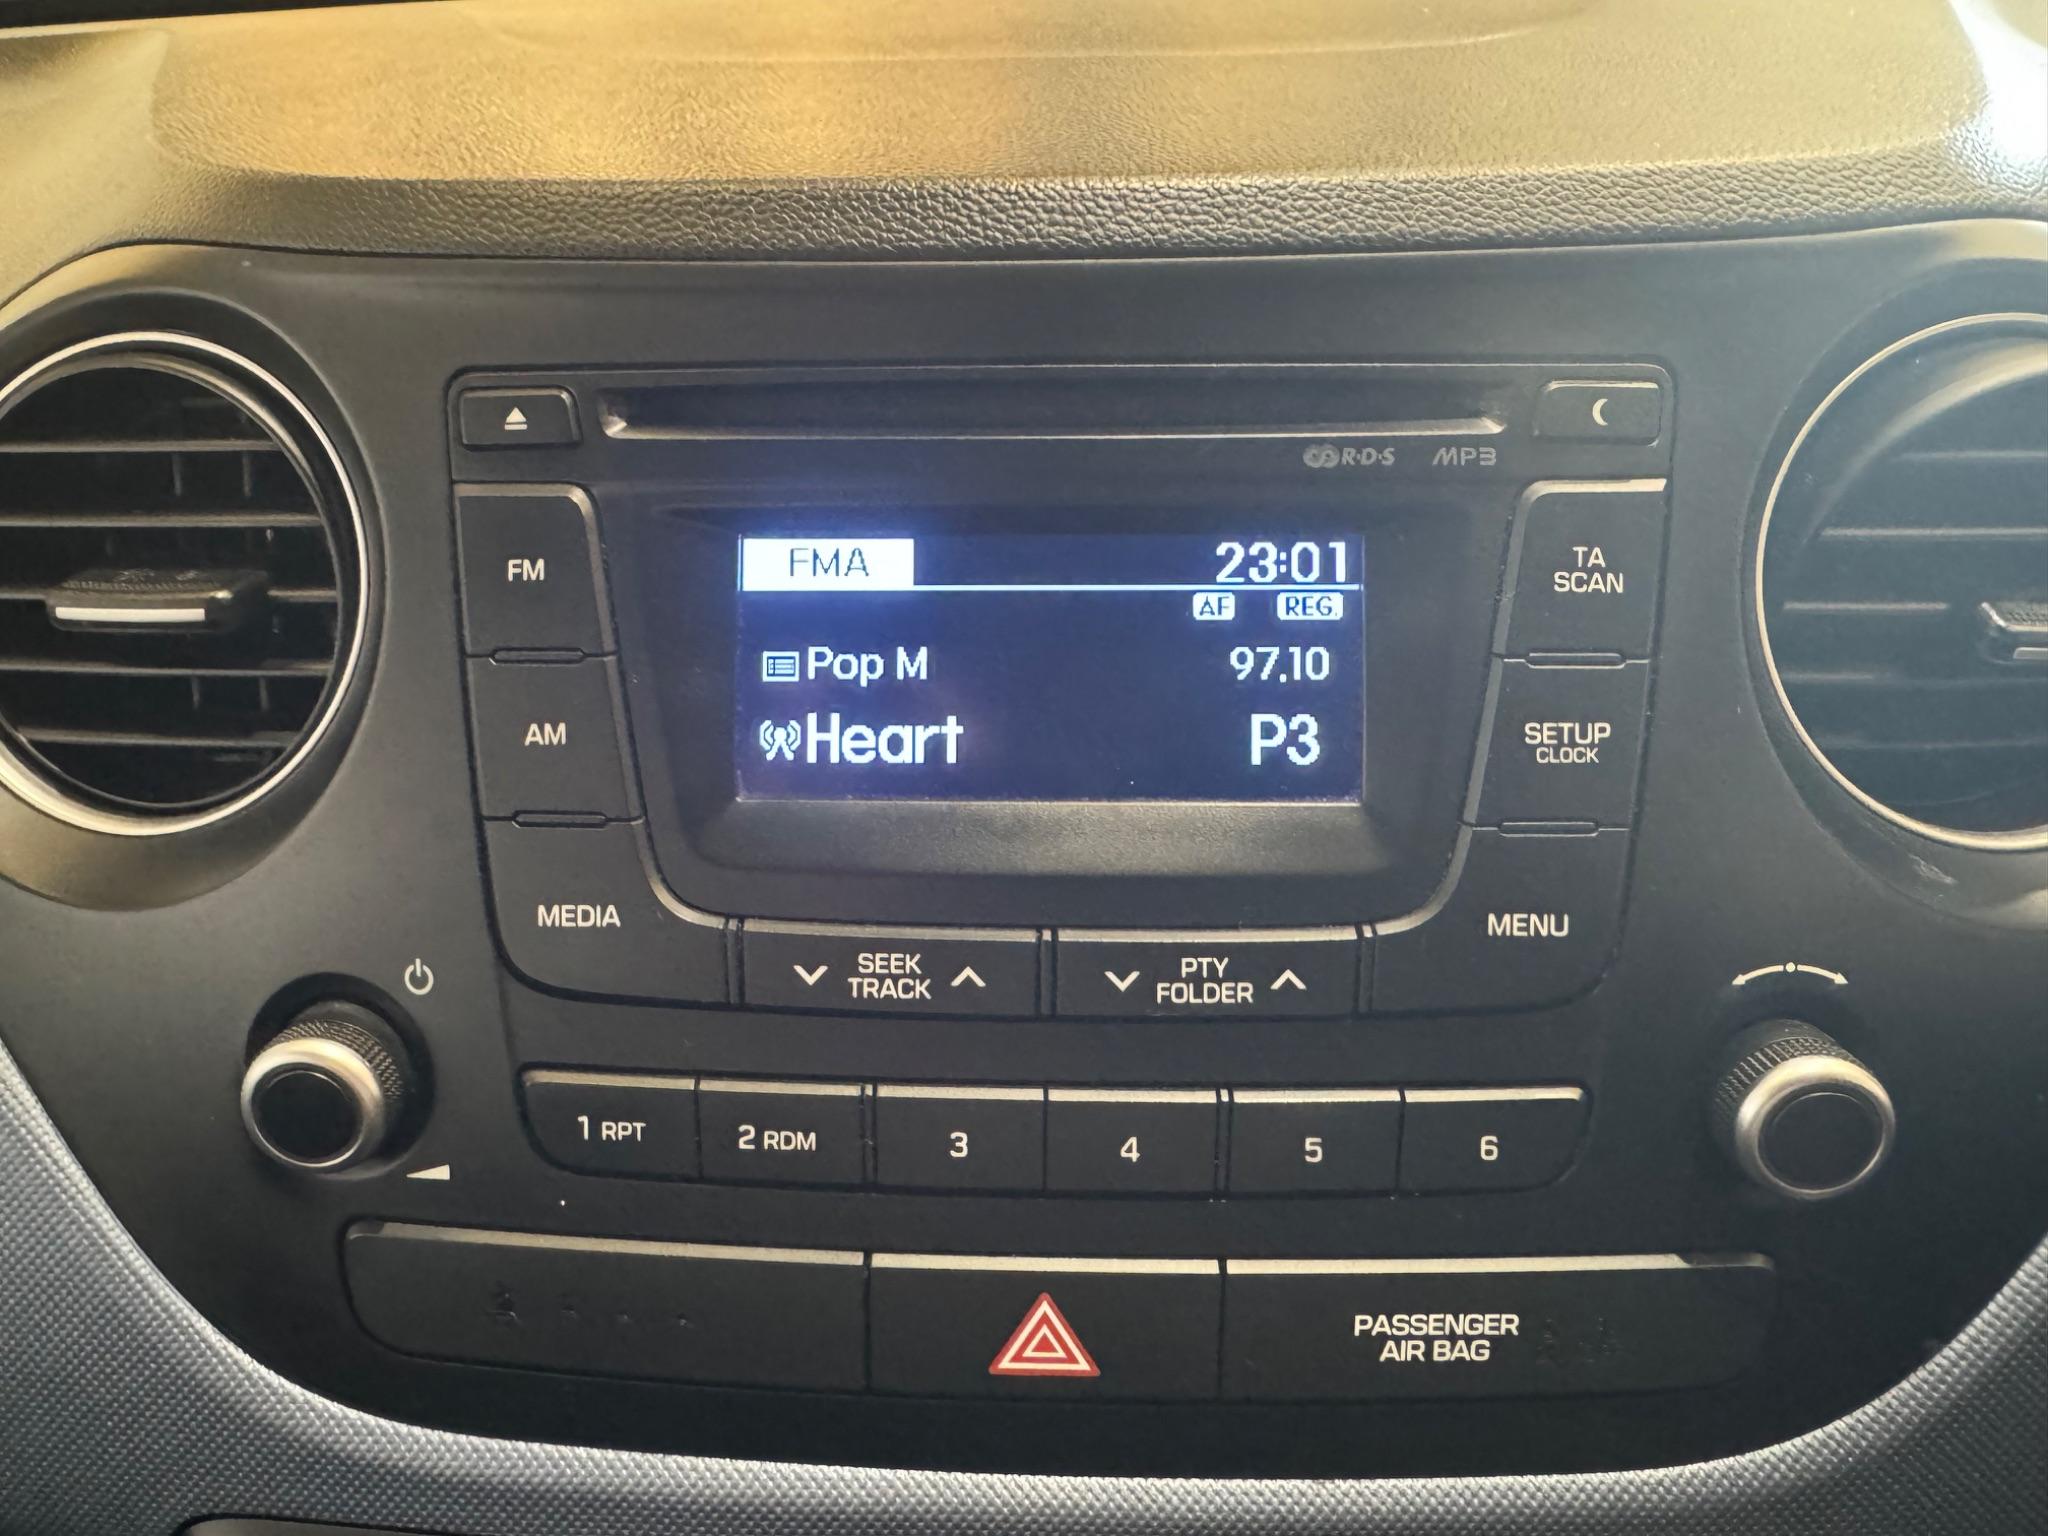 R·D·S MP3
FM
FMA 23:01
TA
SCAN
AF REG.
Pop M 97.10
AM
Heart P3
SETUP
CLOCK
MEDIA
SEEK
TRACK
PTY
FOLDER
MENU
1 RPT 2 RDM 3 4 5 6
PASSENGER
AIR BAG